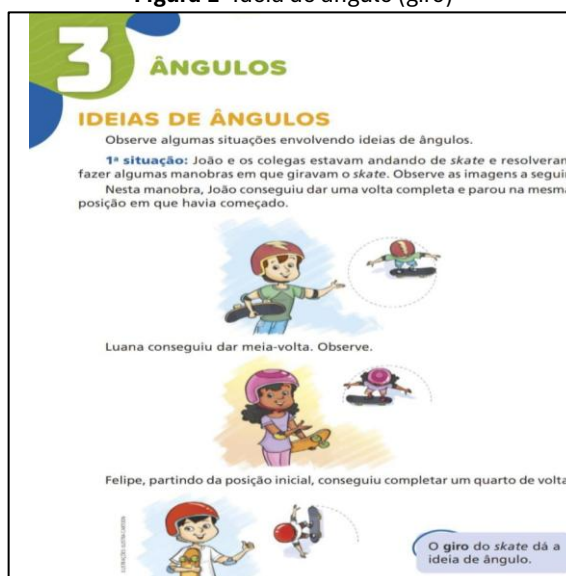 Figura 1- Ideia de ângulo (giro)
3 ÂNGULOS
IDEIAS DE ÂNGULOS
Observe algumas situações envolvendo ideias de ângulos.
1ª situação: João e os colegas estavam andando de skate e resolveram
fazer algumas manobras em que giravam o skate. Observe as imagens a seguir
Nesta manobra, João conseguiu dar uma volta completa e parou na mesma
posição em que havia começado.
Luana conseguiu dar meia-volta. Observe.
Felipe, partindo da posição inicial, conseguiu completar um quarto de volta
O giro do skate dá a
ideia de ângulo.